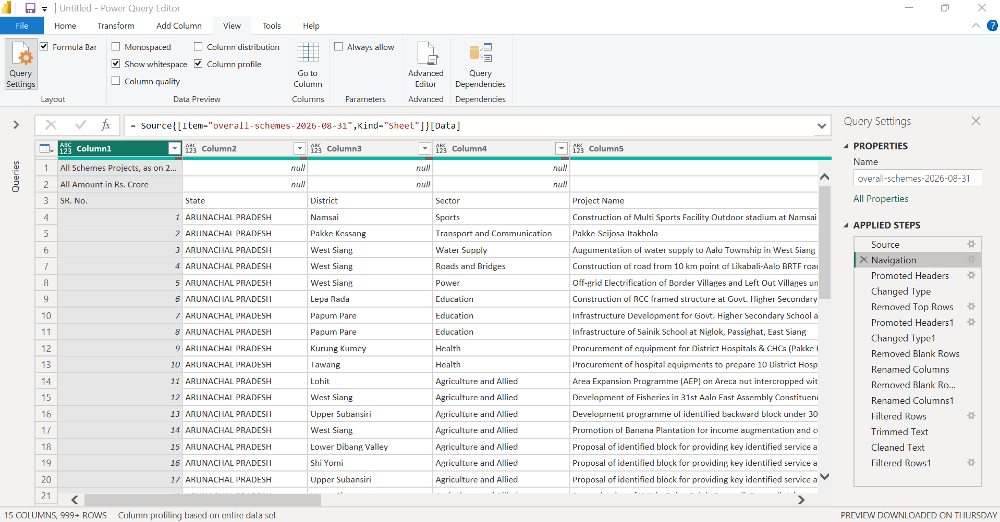 Untitled - Power Query Editor
File Home Transform Add Column View Tools Help
Query Settings
Formula Bar
Layout
Monospaced
Show whitespace
Column quality
Column distribution
Column profile
Data Preview
Go to Column
Columns
Always allow
Parameters
Advanced Editor
Advanced
Query Dependencies
Dependencies
Queries
fx = Source{[Item="overall-schemes-2026-08-31",Kind="Sheet"]}[Data]
ABC 123 Column1 ABC 123 Column2 ABC 123 Column3 ABC 123 Column4 ABC 123 Column5
1 All Schemes Projects, as on 2... null null null
2 All Amount in Rs. Crore null null null
3 SR. No. State District Sector Project Name
4 1 ARUNACHAL PRADESH Namsai Sports Construction of Multi Sports Facility Outdoor stadium at Namsai
5 2 ARUNACHAL PRADESH Pakke Kessang Transport and Communication Pakke-Seijosa-Itakhola
6 3 ARUNACHAL PRADESH West Siang Water Supply Augumentation of water supply to Aalo Township in West Siang
7 4 ARUNACHAL PRADESH West Siang Roads and Bridges Construction of road from 10 km point of Likabali-Aalo BRTF roa
8 5 ARUNACHAL PRADESH West Siang Power Off-grid Electrification of Border Villages and Left Out Villages un
9 6 ARUNACHAL PRADESH Lepa Rada Education Construction of RCC framed structure at Govt. Higher Secondary
10 7 ARUNACHAL PRADESH Papum Pare Education Infrastructure Development for Govt. Higher Secondary School a
11 8 ARUNACHAL PRADESH Papum Pare Education Infrastructure of Sainik School at Niglok, Passighat, East Siang
12 9 ARUNACHAL PRADESH Kurung Kumey Health Procurement of equipment for District Hospitals & CHCs (Pakke
13 10 ARUNACHAL PRADESH Tawang Health Procurement of hospital equipments to prepare 10 District Hosp
14 11 ARUNACHAL PRADESH Lohit Agriculture and Allied Area Expansion Programme (AEP) on Areca nut intercropped wit
15 12 ARUNACHAL PRADESH West Siang Agriculture and Allied Development of Fisheries in 31st Aalo East Assembly Constituen
16 13 ARUNACHAL PRADESH Upper Subansiri Agriculture and Allied Development programme of identified backward block under 30
17 14 ARUNACHAL PRADESH West Siang Agriculture and Allied Promotion of Banana Plantation for income augmentation and c
18 15 ARUNACHAL PRADESH Lower Dibang Valley Agriculture and Allied Proposal of identified block for providing key identified service a
19 16 ARUNACHAL PRADESH Shi Yomi Agriculture and Allied Proposal of identified block for providing key identified service a
20 17 ARUNACHAL PRADESH Upper Subansiri Agriculture and Allied Proposal of identified block for providing key identified service a
21
Query Settings
PROPERTIES
Name
overall-schemes-2026-08-31
All Properties
APPLIED STEPS
Source
Navigation
Promoted Headers
Changed Type
Removed Top Rows
Promoted Headers1
Changed Type1
Removed Blank Rows
Renamed Columns
Removed Blank Ro...
Renamed Columns1
Filtered Rows
Trimmed Text
Cleaned Text
Filtered Rows1
15 COLUMNS, 999+ ROWS Column profiling based on entire data set PREVIEW DOWNLOADED ON THURSDAY